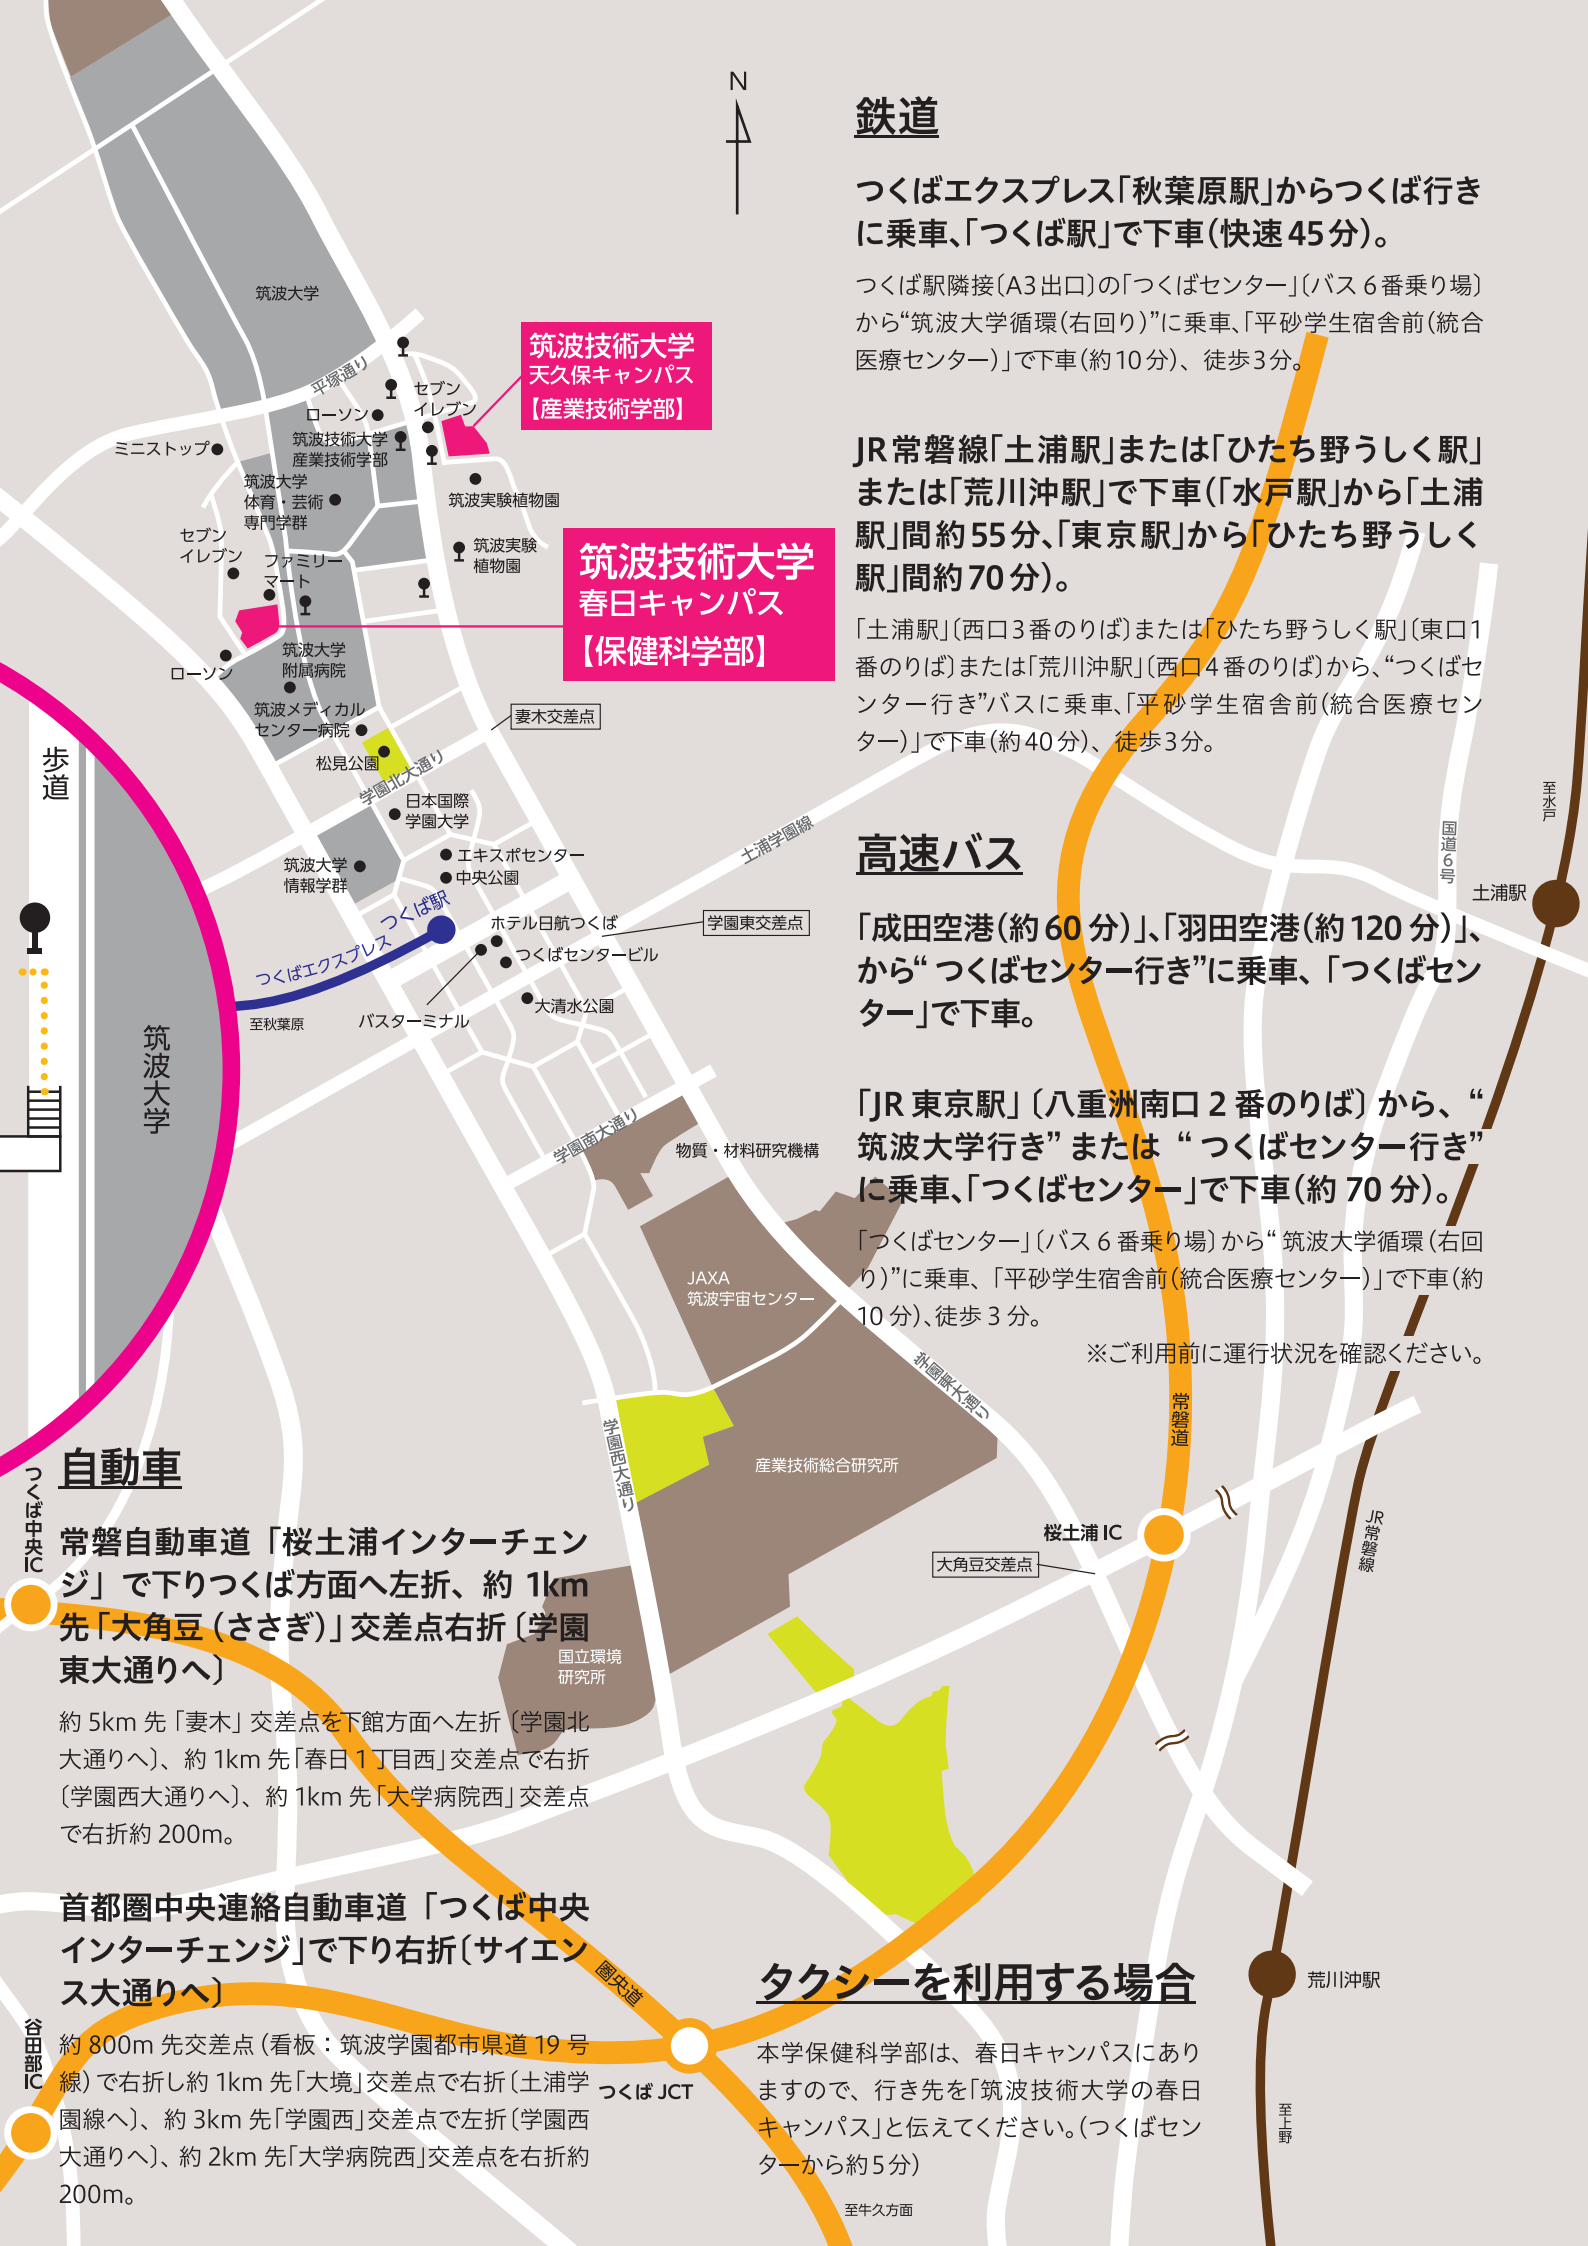 N
筑波大学
平塚通り
筑波技術大学
天久保キャンパス
【産業技術学部】
ローソン
セブン
イレブン
ミニストップ
筑波技術大学
産業技術学部
筑波大学
体育・芸術
専門学群
筑波実験植物園
セブン
イレブン
ファミリー
マート
筑波実験
植物園
筑波技術大学
春日キャンパス
【保健科学部】
ローソン
筑波大学
附属病院
筑波メディカル
センター病院
妻木交差点
松見公園
学園北大通り
日本国際
学園大学
土浦学園線
筑波大学
情報学群
エキスポセンター
中央公園
つくば駅
つくばエクスプレス
至秋葉原
ホテル日航つくば
学園東交差点
つくばセンタービル
バスターミナル
大清水公園
歩道
筑波大学
学園南大通り
物質・材料研究機構
JAXA
筑波宇宙センター
学園東大通り
学園西大通り
産業技術総合研究所
国立環境
研究所
鉄道
つくばエクスプレス「秋葉原駅」からつくば行き
に乗車、「つくば駅」で下車（快速45分）。
つくば駅隣接〔A3出口〕の「つくばセンター」〔バス６番乗り場〕
から“筑波大学循環（右回り）”に乗車、「平砂学生宿舎前（統合
医療センター）」で下車（約10分）、徒歩3分。
JR常磐線「土浦駅」または「ひたち野うしく駅」
または「荒川沖駅」で下車（「水戸駅」から「土浦
駅」間約55分、「東京駅」から「ひたち野うしく
駅」間約70分）。
「土浦駅」〔西口3番のりば〕または「ひたち野うしく駅」〔東口1
番のりば〕または「荒川沖駅」〔西口4番のりば〕から、“つくばセ
ンター行き”バスに乗車、「平砂学生宿舎前（統合医療セン
ター）」で下車（約40分）、徒歩3分。
至水戸
国道６号
土浦駅
高速バス
「成田空港（約60 分）」、「羽田空港（約120 分）」、
から“ つくばセンター行き”に乗車、「つくばセン
ター」で下車。
「JR 東京駅」〔八重洲南口 2 番のりば〕から、“
筑波大学行き” または “ つくばセンター行き”
に乗車、「つくばセンター」で下車（約 70 分）。
「つくばセンター」〔バス 6 番乗り場〕から“ 筑波大学循環（右回
り）”に乗車、「平砂学生宿舎前（統合医療センター）」で下車（約
10 分）、徒歩 3 分。
※ご利用前に運行状況を確認ください。
常磐道
桜土浦 IC
大角豆交差点
JR常磐線
つくば中央IC
自動車
常磐自動車道「桜土浦インターチェン
ジ」で下りつくば方面へ左折、約 1km
先「大角豆（ささぎ）」交差点右折〔学園
東大通りへ〕
約 5km 先「妻木」交差点を下館方面へ左折〔学園北
大通りへ〕、約 1km 先「春日 1丁目西」交差点で右折
〔学園西大通りへ〕、約 1km 先「大学病院西」交差点
で右折約 200m。
首都圏中央連絡自動車道「つくば中央
インターチェンジ」で下り右折〔サイエン
ス大通りへ〕
圏央道
谷田部IC
約 800m 先交差点（看板：筑波学園都市県道 19 号
線）で右折し約 1km 先「大境」交差点で右折〔土浦学
園線へ〕、約 3km 先「学園西」交差点で左折〔学園西
大通りへ〕、約 2km 先「大学病院西」交差点を右折約
200m。
つくば JCT
タクシーを利用する場合
本学保健科学部は、春日キャンパスにあり
ますので、行き先を「筑波技術大学の春日
キャンパス」と伝えてください。（つくばセン
ターから約５分）
至牛久方面
荒川沖駅
至上野